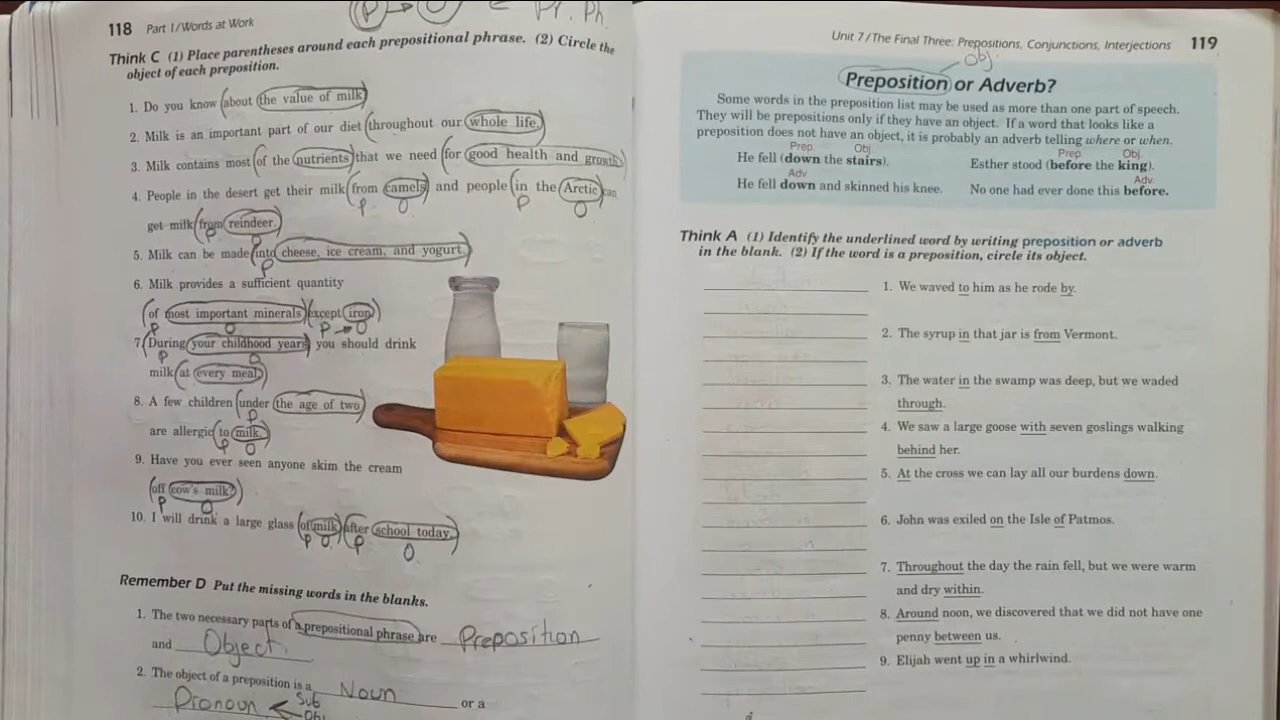 118 Part 1/Words at Work
P → O Pr. Ph
Think C (1) Place parentheses around each prepositional phrase. (2) Circle the
object of each preposition.
1. Do you know (about the value of milk)
2. Milk is an important part of our diet (throughout our whole life.)
3. Milk contains most (of the nutrients) that we need (for good health and growth.)
4. People in the desert get their milk (from camels) and people (in the Arctic) can
P O P O
get milk (from reindeer.)
P O
5. Milk can be made (into cheese, ice cream, and yogurt.)
P
6. Milk provides a sufficient quantity
(of most important minerals) (except iron.)
P O P → O
7. (During your childhood years) you should drink
P O
milk (at every meal.)
8. A few children (under the age of two)
P
are allergic (to milk.)
P O
9. Have you ever seen anyone skim the cream
(off cow's milk?)
P O
10. I will drink a large glass (of milk) (after school today.)
P O P O
Remember D Put the missing words in the blanks.
1. The two necessary parts of a prepositional phrase are Preposition
and Object.
2. The object of a preposition is a Noun or a
Pronoun Sub
Obj
Unit 7/The Final Three: Prepositions, Conjunctions, Interjections 119
Obj
Preposition or Adverb?
Some words in the preposition list may be used as more than one part of speech.
They will be prepositions only if they have an object. If a word that looks like a
preposition does not have an object, it is probably an adverb telling where or when.
Prep. Obj
He fell (down the stairs).
Adv.
He fell down and skinned his knee.
Prep. Obj.
Esther stood (before the king).
Adv.
No one had ever done this before.
Think A (1) Identify the underlined word by writing preposition or adverb
in the blank. (2) If the word is a preposition, circle its object.
1. We waved to him as he rode by.
2. The syrup in that jar is from Vermont.
3. The water in the swamp was deep, but we waded
through.
4. We saw a large goose with seven goslings walking
behind her.
5. At the cross we can lay all our burdens down.
6. John was exiled on the Isle of Patmos.
7. Throughout the day the rain fell, but we were warm
and dry within.
8. Around noon, we discovered that we did not have one
penny between us.
9. Elijah went up in a whirlwind.